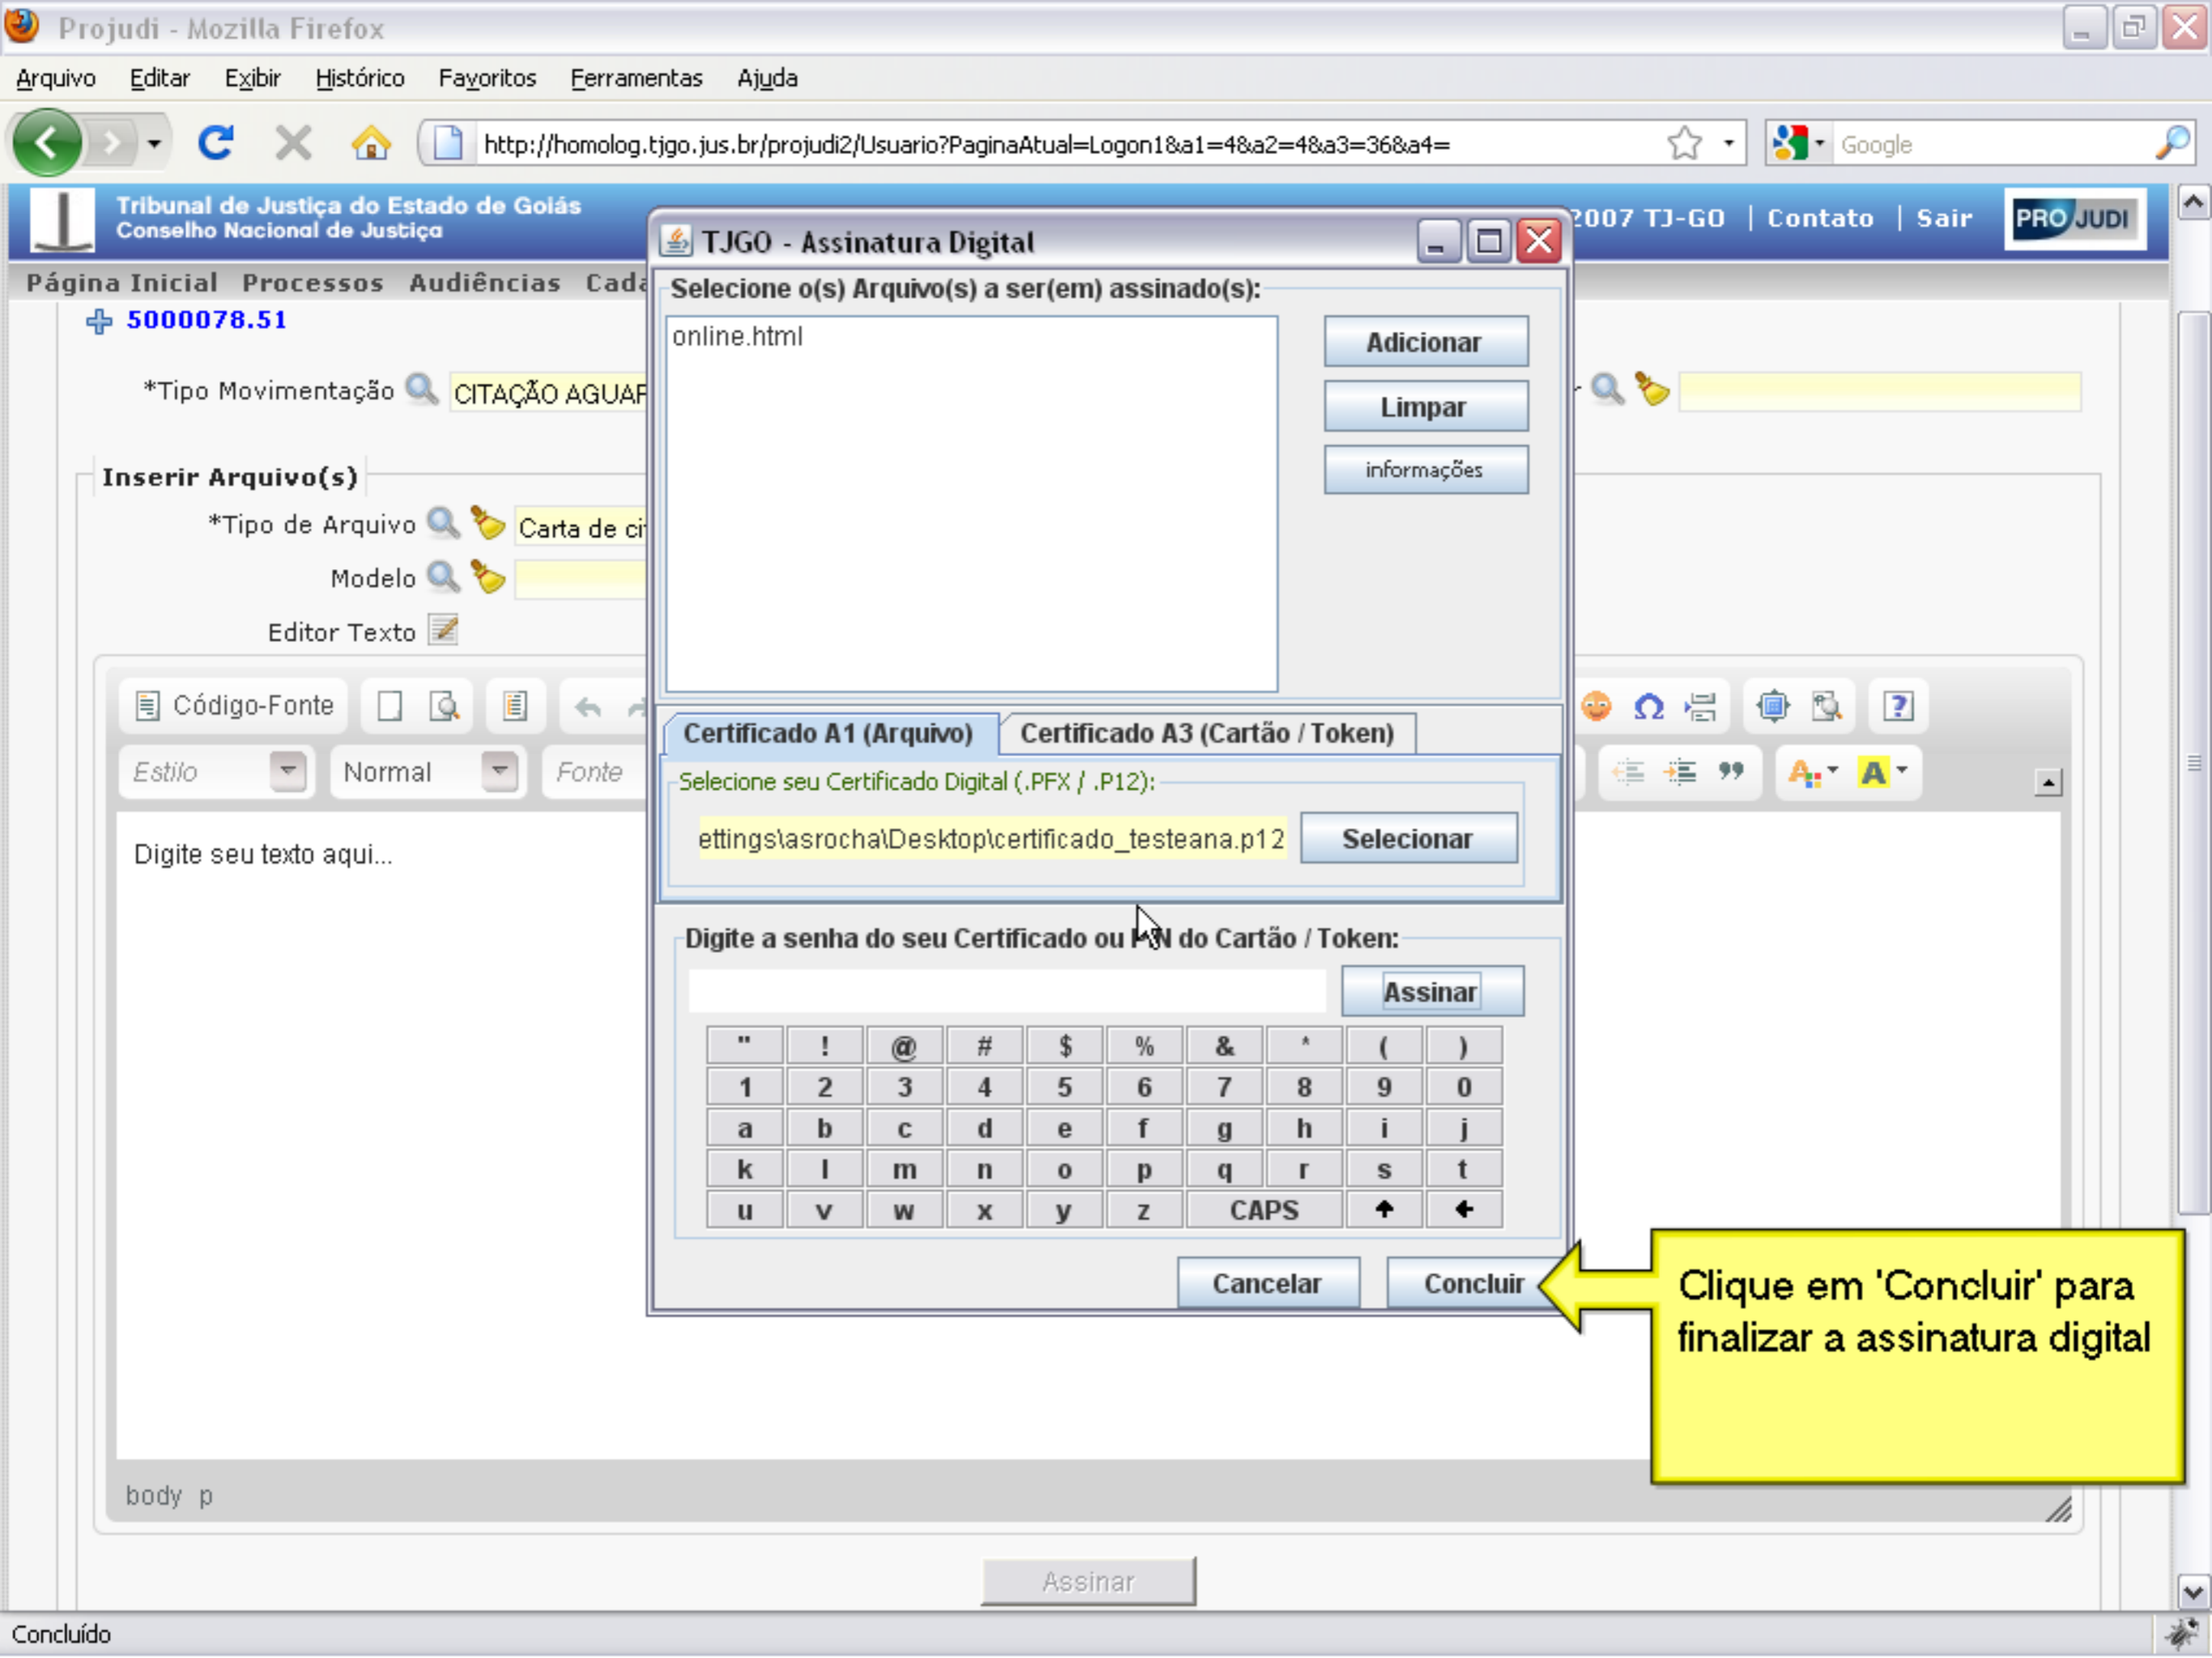 Projudi - Mozilla Firefox
Arquivo Editar Exibir Histórico Favoritos Ferramentas Ajuda
http://homolog.tjgo.jus.br/projudi2/Usuario?PaginaAtual=Logon1&a1=4&a2=4&a3=36&a4=
Google
Tribunal de Justiça do Estado de Goiás
Conselho Nacional de Justiça
2007 TJ-GO | Contato | Sair
PROJUDI
Página Inicial Processos Audiências
5000078.51
*Tipo Movimentação CITAÇÃO
Inserir Arquivo(s)
*Tipo de Arquivo Carta de
Modelo
Editor Texto
Código-Fonte
Estilo Normal Fonte
Digite seu texto aqui...
body p
Assinar
Concluído
TJGO - Assinatura Digital
Selecione o(s) Arquivo(s) a ser(em) assinado(s):
online.html
Adicionar
Limpar
informações
Certificado A1 (Arquivo) Certificado A3 (Cartão / Token)
Selecione seu Certificado Digital (.PFX / .P12):
ettings\asrocha\Desktop\certificado_testeana.p12 Selecionar
Digite a senha do seu Certificado ou PIN do Cartão / Token:
Assinar
" ! @ # $ % & * ( )
1 2 3 4 5 6 7 8 9 0
a b c d e f g h i j
k l m n o p q r s t
u v w x y z CAPS
Cancelar Concluir
Clique em 'Concluir' para
finalizar a assinatura digital